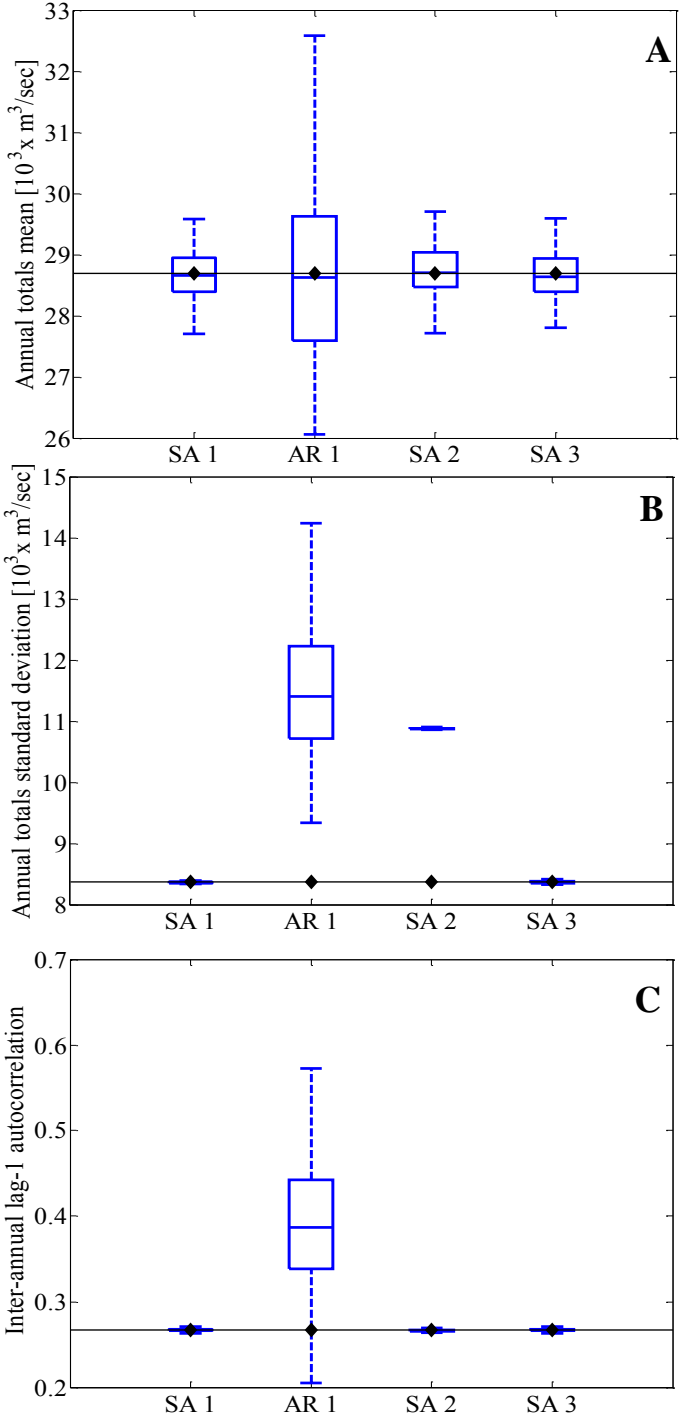 33
32
31
30
29
28
27
26
Annual totals mean [10³x m³/sec]
A
SA 1 AR 1 SA 2 SA 3
15
14
13
12
11
10
9
8
Annual totals standard deviation [10³x m³/sec]
B
SA 1 AR 1 SA 2 SA 3
0.7
0.6
0.5
0.4
0.3
0.2
Inter-annual lag-1 autocorrelation
C
SA 1 AR 1 SA 2 SA 3